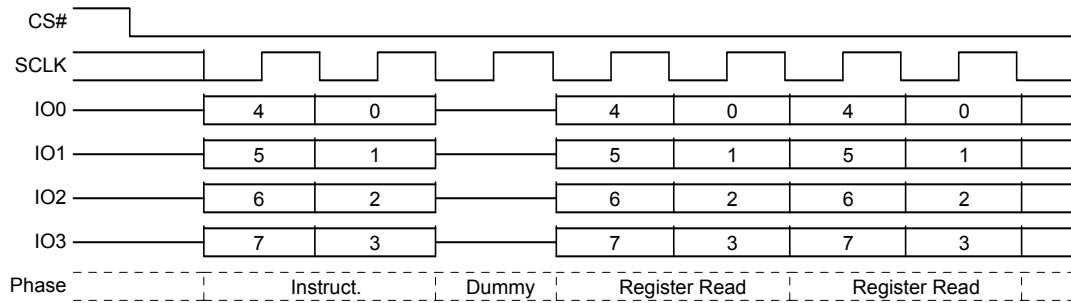 CS#
SCLK
IO0 4 0 4 0 4 0
IO1 5 1 5 1 5 1
IO2 6 2 6 2 6 2
IO3 7 3 7 3 7 3
Phase Instruct. Dummy Register Read Register Read